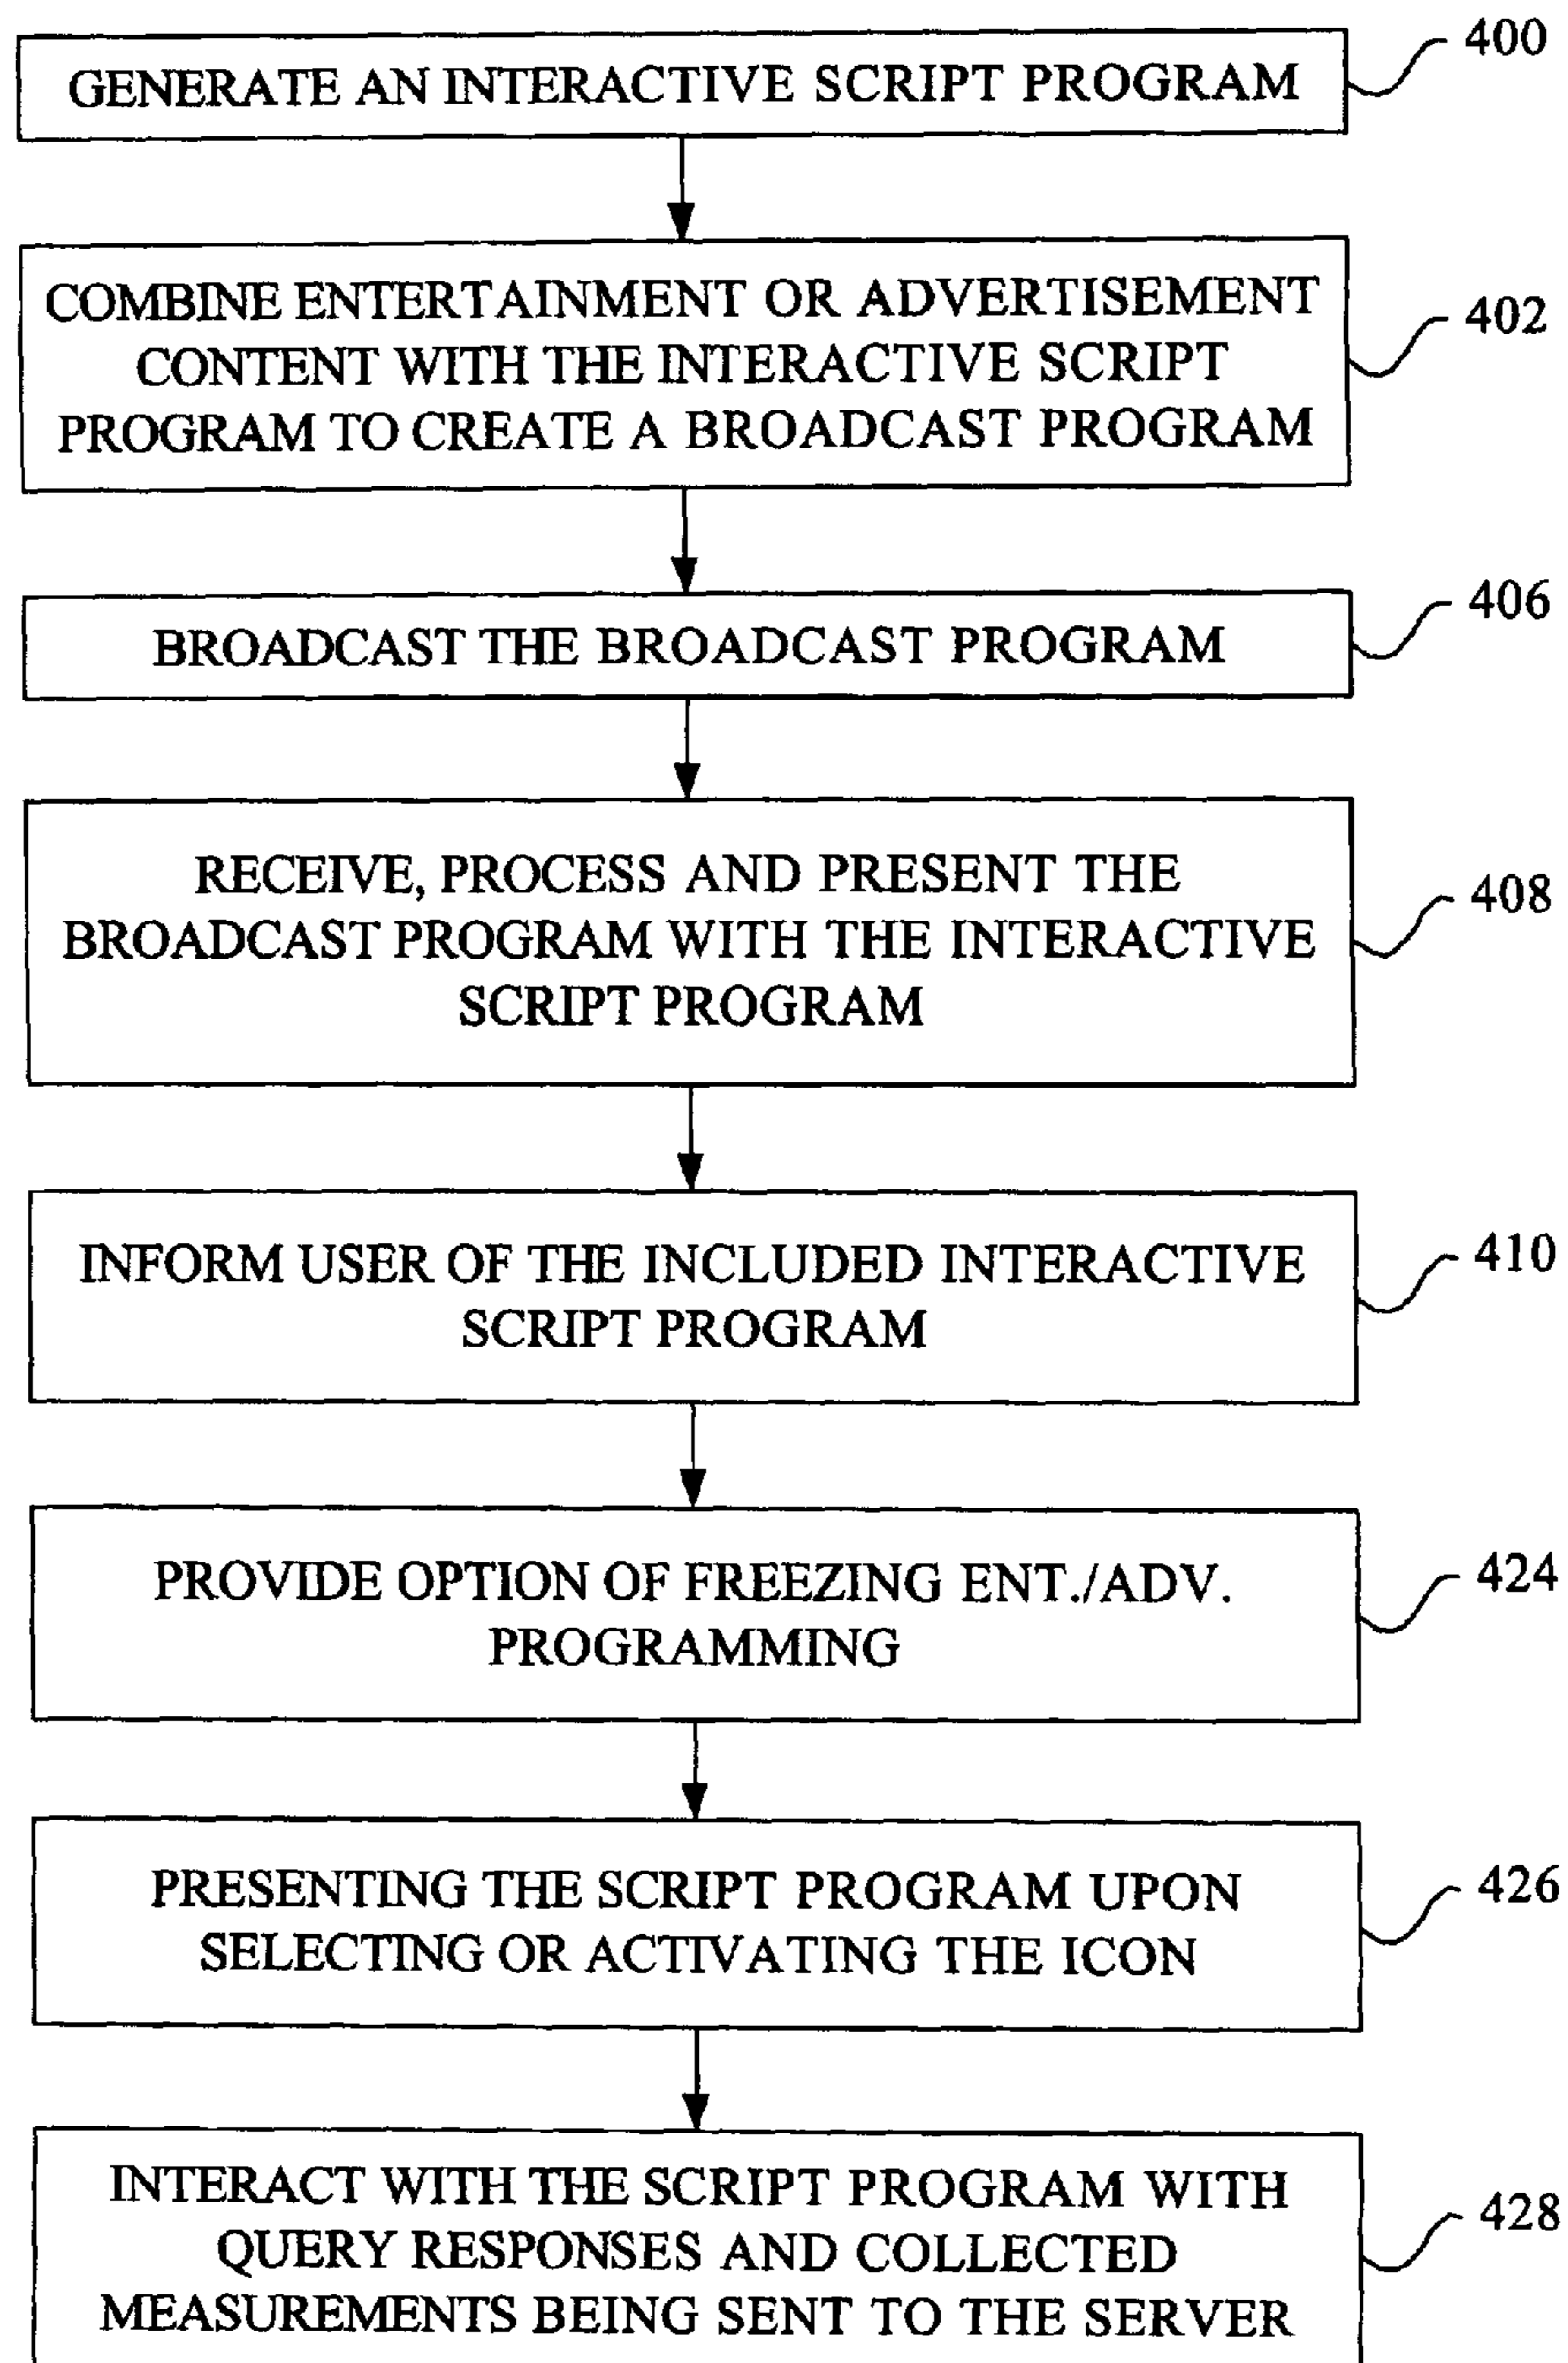 GENERATE AN INTERACTIVE SCRIPT PROGRAM
400
COMBINE ENTERTAINMENT OR ADVERTISEMENT
CONTENT WITH THE INTERACTIVE SCRIPT
PROGRAM TO CREATE A BROADCAST PROGRAM
402
BROADCAST THE BROADCAST PROGRAM
406
RECEIVE, PROCESS AND PRESENT THE
BROADCAST PROGRAM WITH THE INTERACTIVE
SCRIPT PROGRAM
408
INFORM USER OF THE INCLUDED INTERACTIVE
SCRIPT PROGRAM
410
PROVIDE OPTION OF FREEZING ENT./ADV.
PROGRAMMING
424
PRESENTING THE SCRIPT PROGRAM UPON
SELECTING OR ACTIVATING THE ICON
426
INTERACT WITH THE SCRIPT PROGRAM WITH
QUERY RESPONSES AND COLLECTED
MEASUREMENTS BEING SENT TO THE SERVER
428